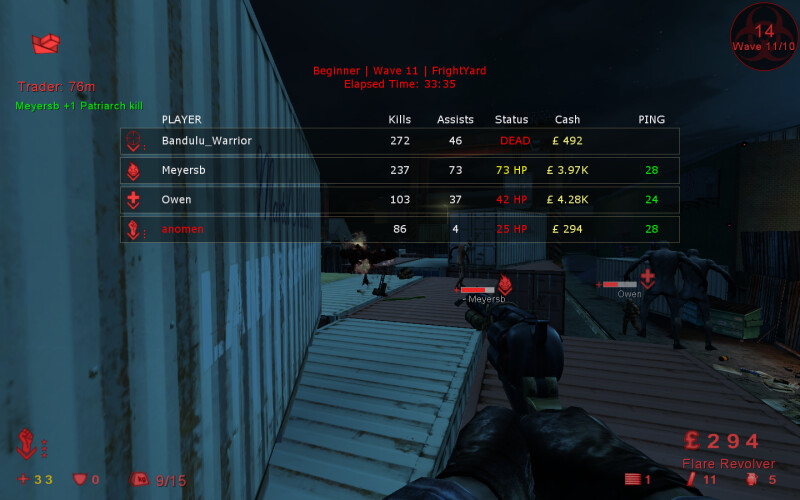 14
Wave 11/10
Beginner | Wave 11 | FrightYard
Elapsed Time: 33:35
Trader: 76m
Meyersb +1 Patriarch kill
PLAYER Kills Assists Status Cash PING
Bandulu_Warrior 272 46 DEAD £ 492
Meyersb 237 73 73 HP £ 3.97K 28
Owen 103 37 42 HP £ 4.28K 24
anomen 86 4 25 HP £ 294 28
Meyersb
Owen
£ 294
Flare Revolver
33 0 9/15 1 11 5